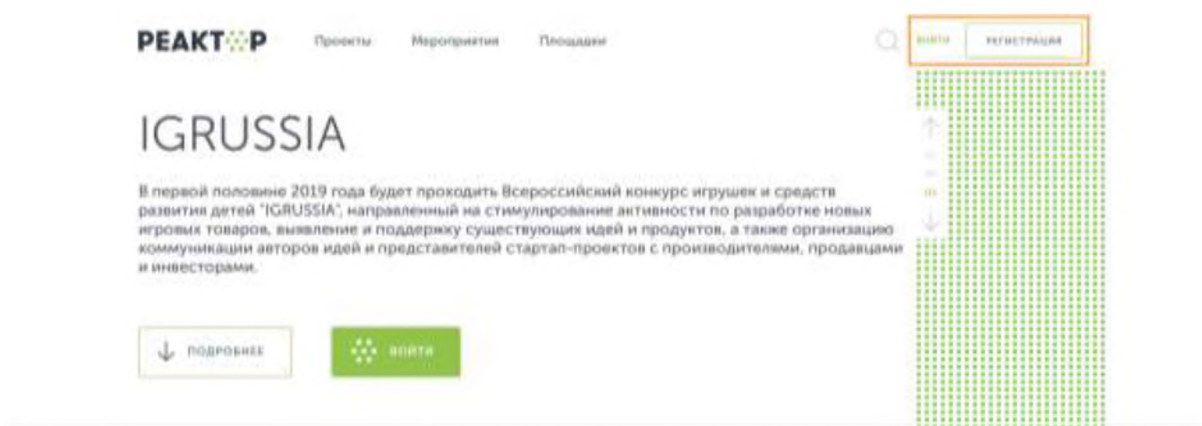 РЕАКТОР Проекты Мероприятия Площадки ВОЙТИ РЕГИСТРАЦИЯ
IGRUSSIA
В первой половине 2019 года будет проходить Всероссийский конкурс игрушек и средств
развития детей "IGRUSSIA", направленный на стимулирование активности по разработке новых
игровых товаров, выявление и поддержку существующих идей и продуктов, а также организацию
коммуникации авторов идей и представителей стартап-проектов с производителями, продавцами
и инвесторами.
ПОДРОБНЕЕ ВОЙТИ